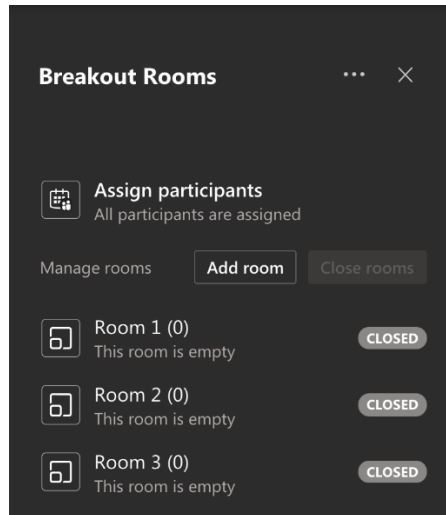 Breakout Rooms
Assign participants
All participants are assigned
Manage rooms Add room Close rooms
Room 1 (0) CLOSED
This room is empty
Room 2 (0) CLOSED
This room is empty
Room 3 (0) CLOSED
This room is empty